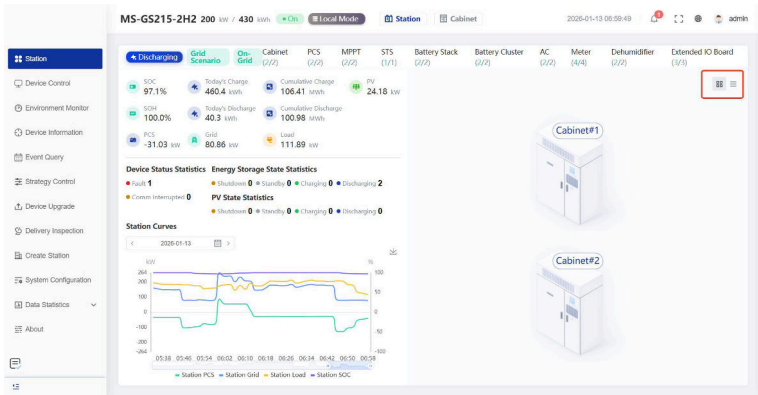 MS-GS215-2H2 200 kW / 430 kWh On Local Mode Station Cabinet 2026-01-13 06:59:49 admin
Station
Device Control
Environment Monitor
Device Information
Event Query
Strategy Control
Device Upgrade
Delivery Inspection
Create Station
System Configuration
Data Statistics
About
Discharging
Grid Scenario
On-Grid
Cabinet (2/2)
PCS (2/2)
MPPT (2/2)
STS (1/1)
Battery Stack (2/2)
Battery Cluster (2/2)
AC (2/2)
Meter (4/4)
Dehumidifier (2/2)
Extended IO Board (3/3)
SOC 97.1%
Today's Charge 460.4 kWh
Cumulative Charge 106.41 MWh
PV 24.18 kW
SOH 100.0%
Today's Discharge 40.3 kWh
Cumulative Discharge 100.98 MWh
PCS -31.03 kW
Grid 80.86 kW
Load 111.89 kW
Device Status Statistics
Fault 1
Comm Interrupted 0
Energy Storage State Statistics
Shutdown 0 Standby 0 Charging 0 Discharging 2
PV State Statistics
Shutdown 0 Standby 0 Charging 0 Discharging 0
Station Curves
2026-01-13
kW %
264 100
200
100 50
0 0
-100 -50
-200
-264 -100
05:38 05:46 05:54 06:02 06:10 06:18 06:26 06:34 06:42 06:50 06:58
Station PCS Station Grid Station Load Station SOC
Cabinet#1
Cabinet#2